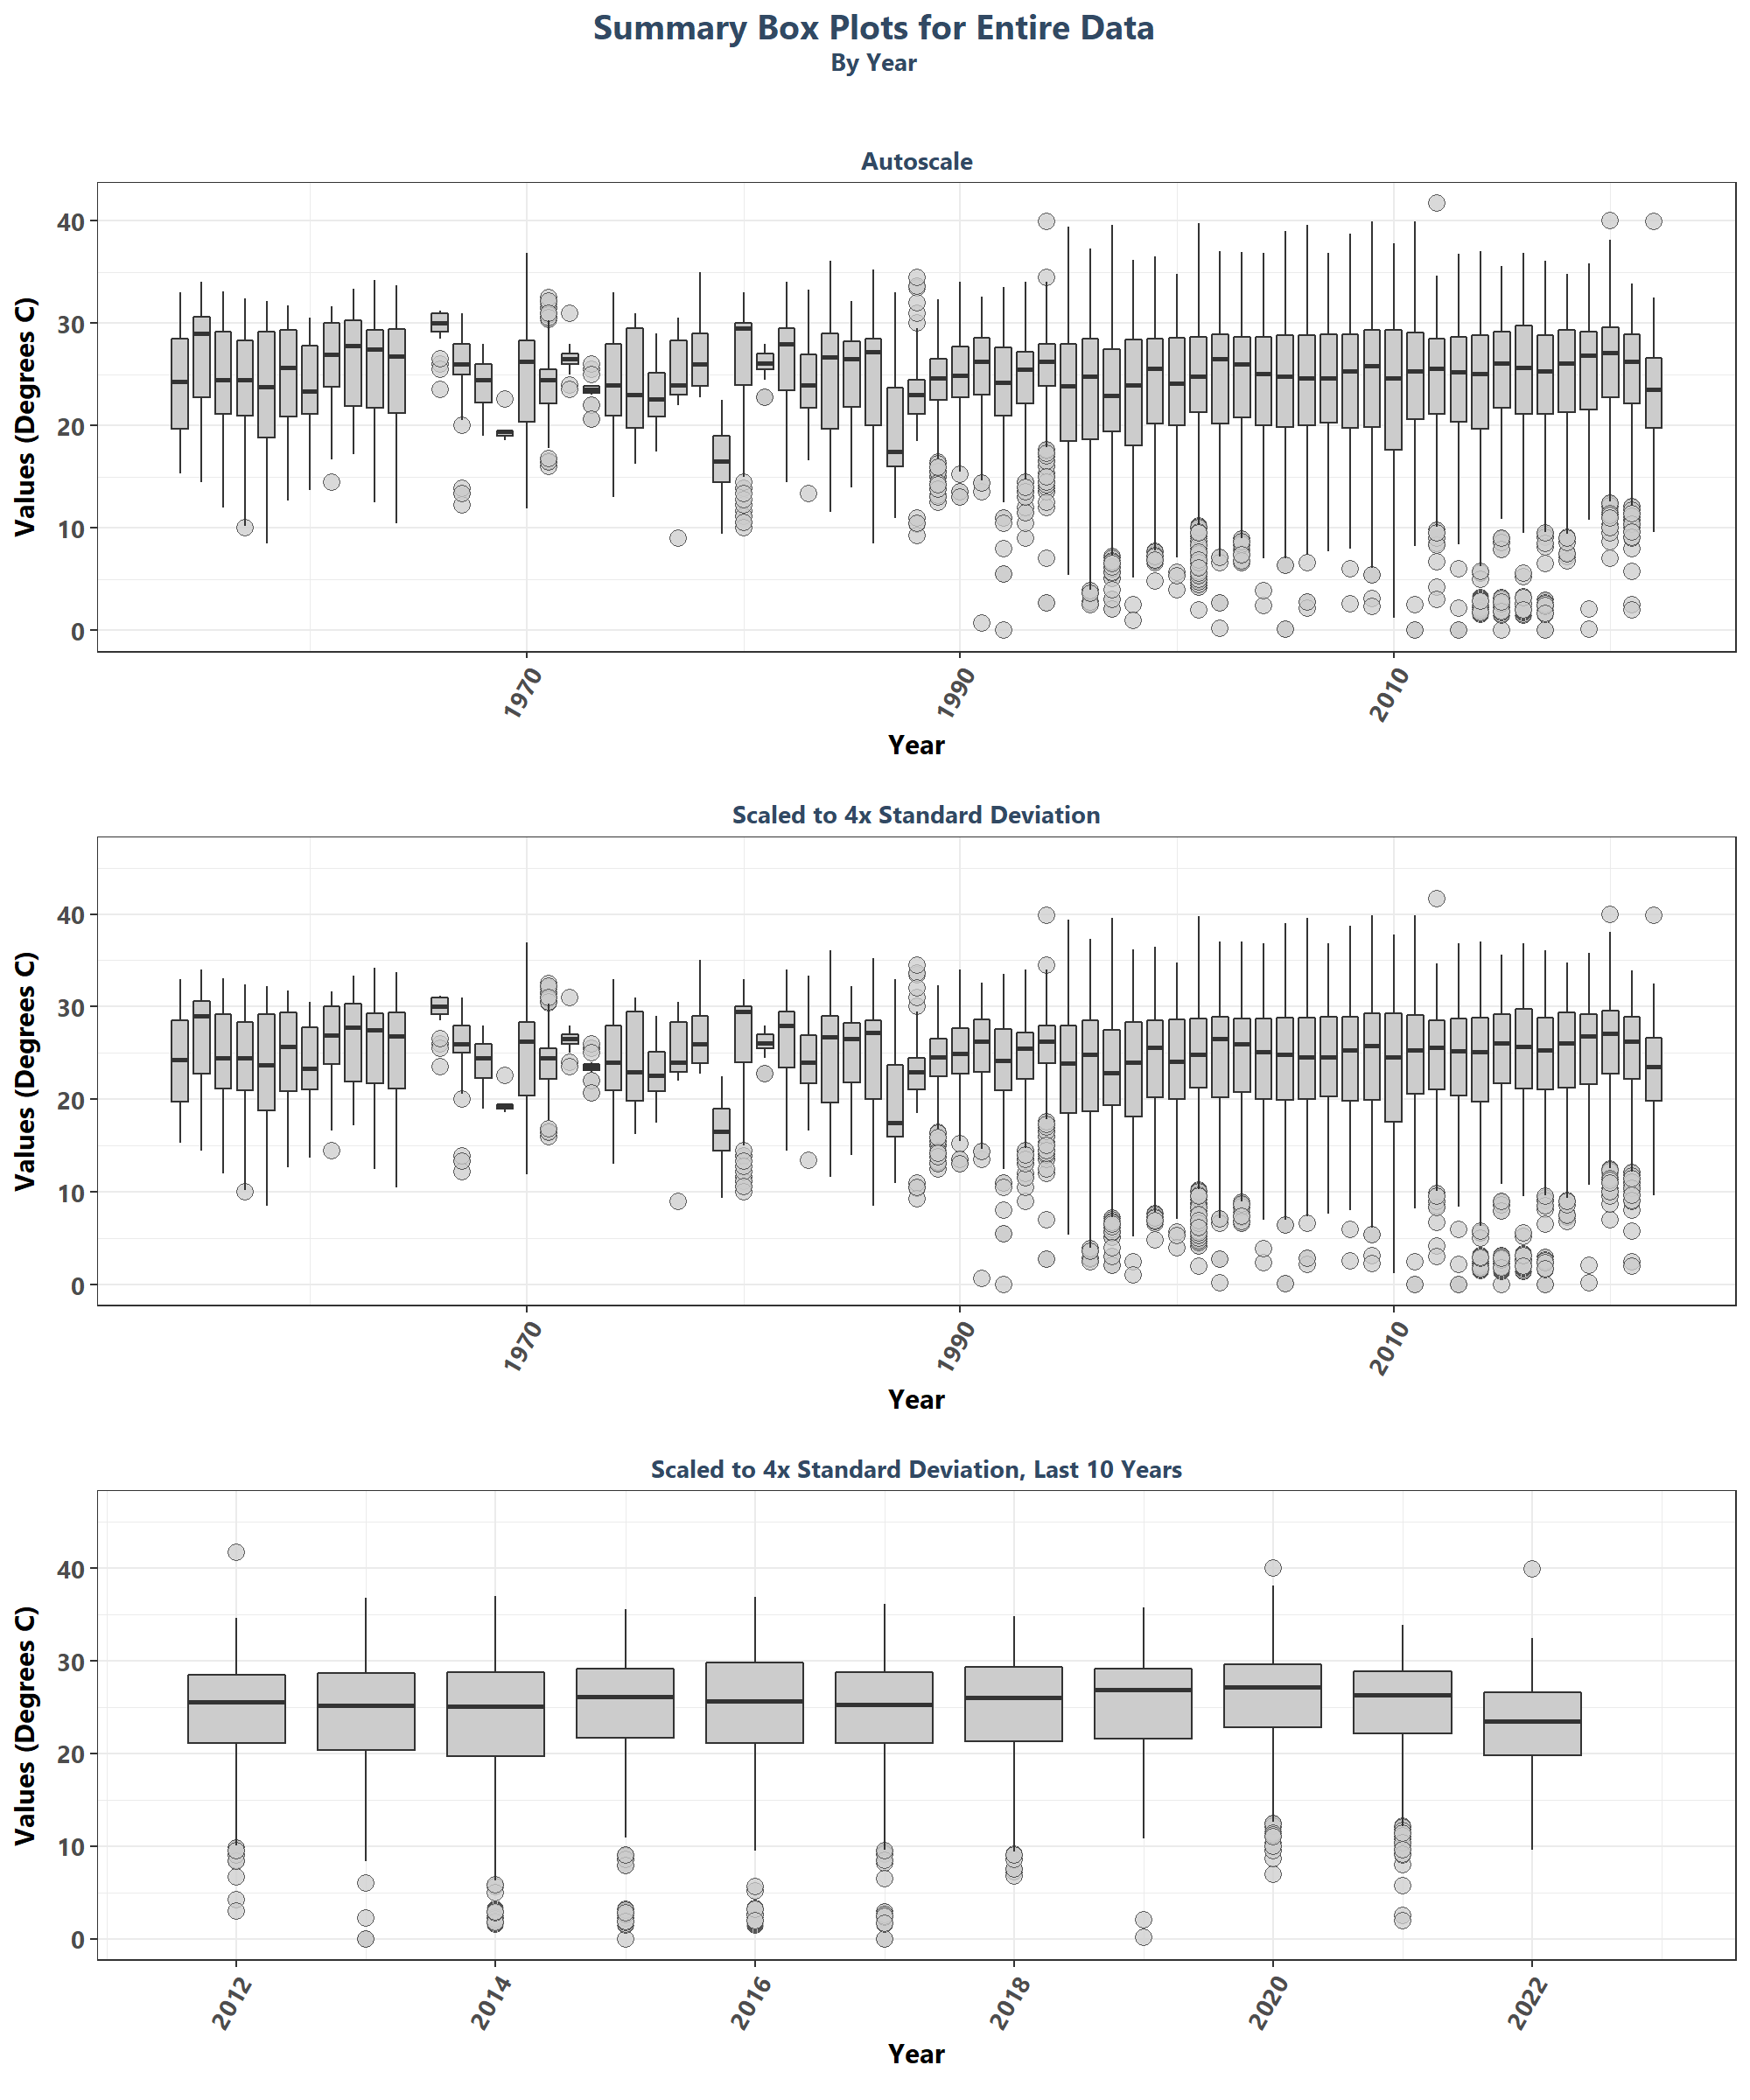 Summary Box Plots for Entire Data
By Year
Autoscale
Values (Degrees C)
40
30
20
10
0
1970
1990
2010
Year
Scaled to 4x Standard Deviation
Values (Degrees C)
40
30
20
10
0
1970
1990
2010
Year
Scaled to 4x Standard Deviation, Last 10 Years
Values (Degrees C)
40
30
20
10
0
2012
2014
2016
2018
2020
2022
Year